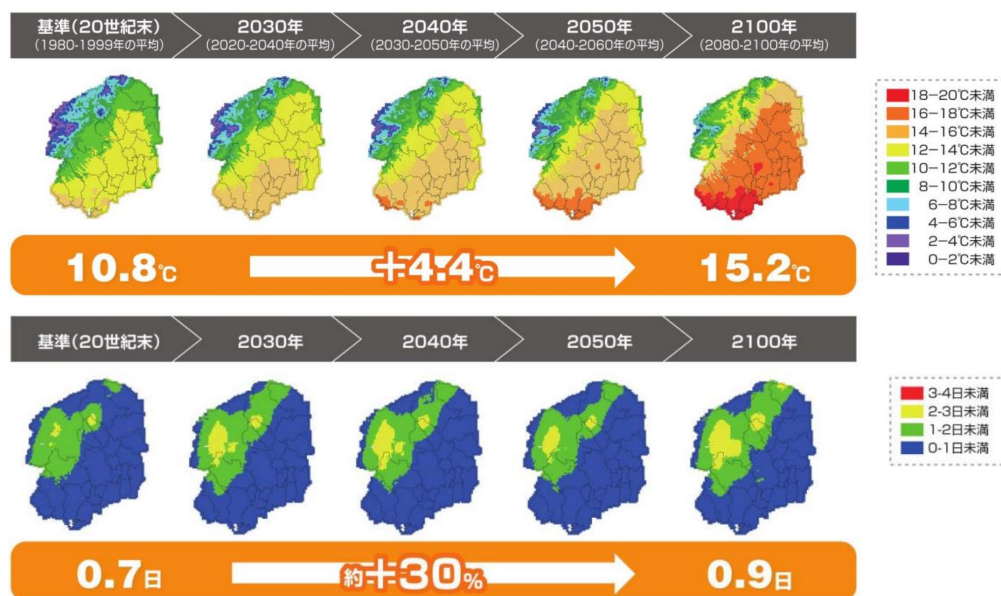 基準(20世紀末)
(1980-1999年の平均)
2030年
(2020-2040年の平均)
2040年
(2030-2050年の平均)
2050年
(2040-2060年の平均)
2100年
(2080-2100年の平均)
18－20℃未満
16－18℃未満
14－16℃未満
12－14℃未満
10－12℃未満
8－10℃未満
6－8℃未満
4－6℃未満
2－4℃未満
0－2℃未満
10.8℃
+4.4℃
15.2℃
基準(20世紀末)
2030年
2040年
2050年
2100年
3-4日未満
2-3日未満
1-2日未満
0-1日未満
0.7日
約+30%
0.9日